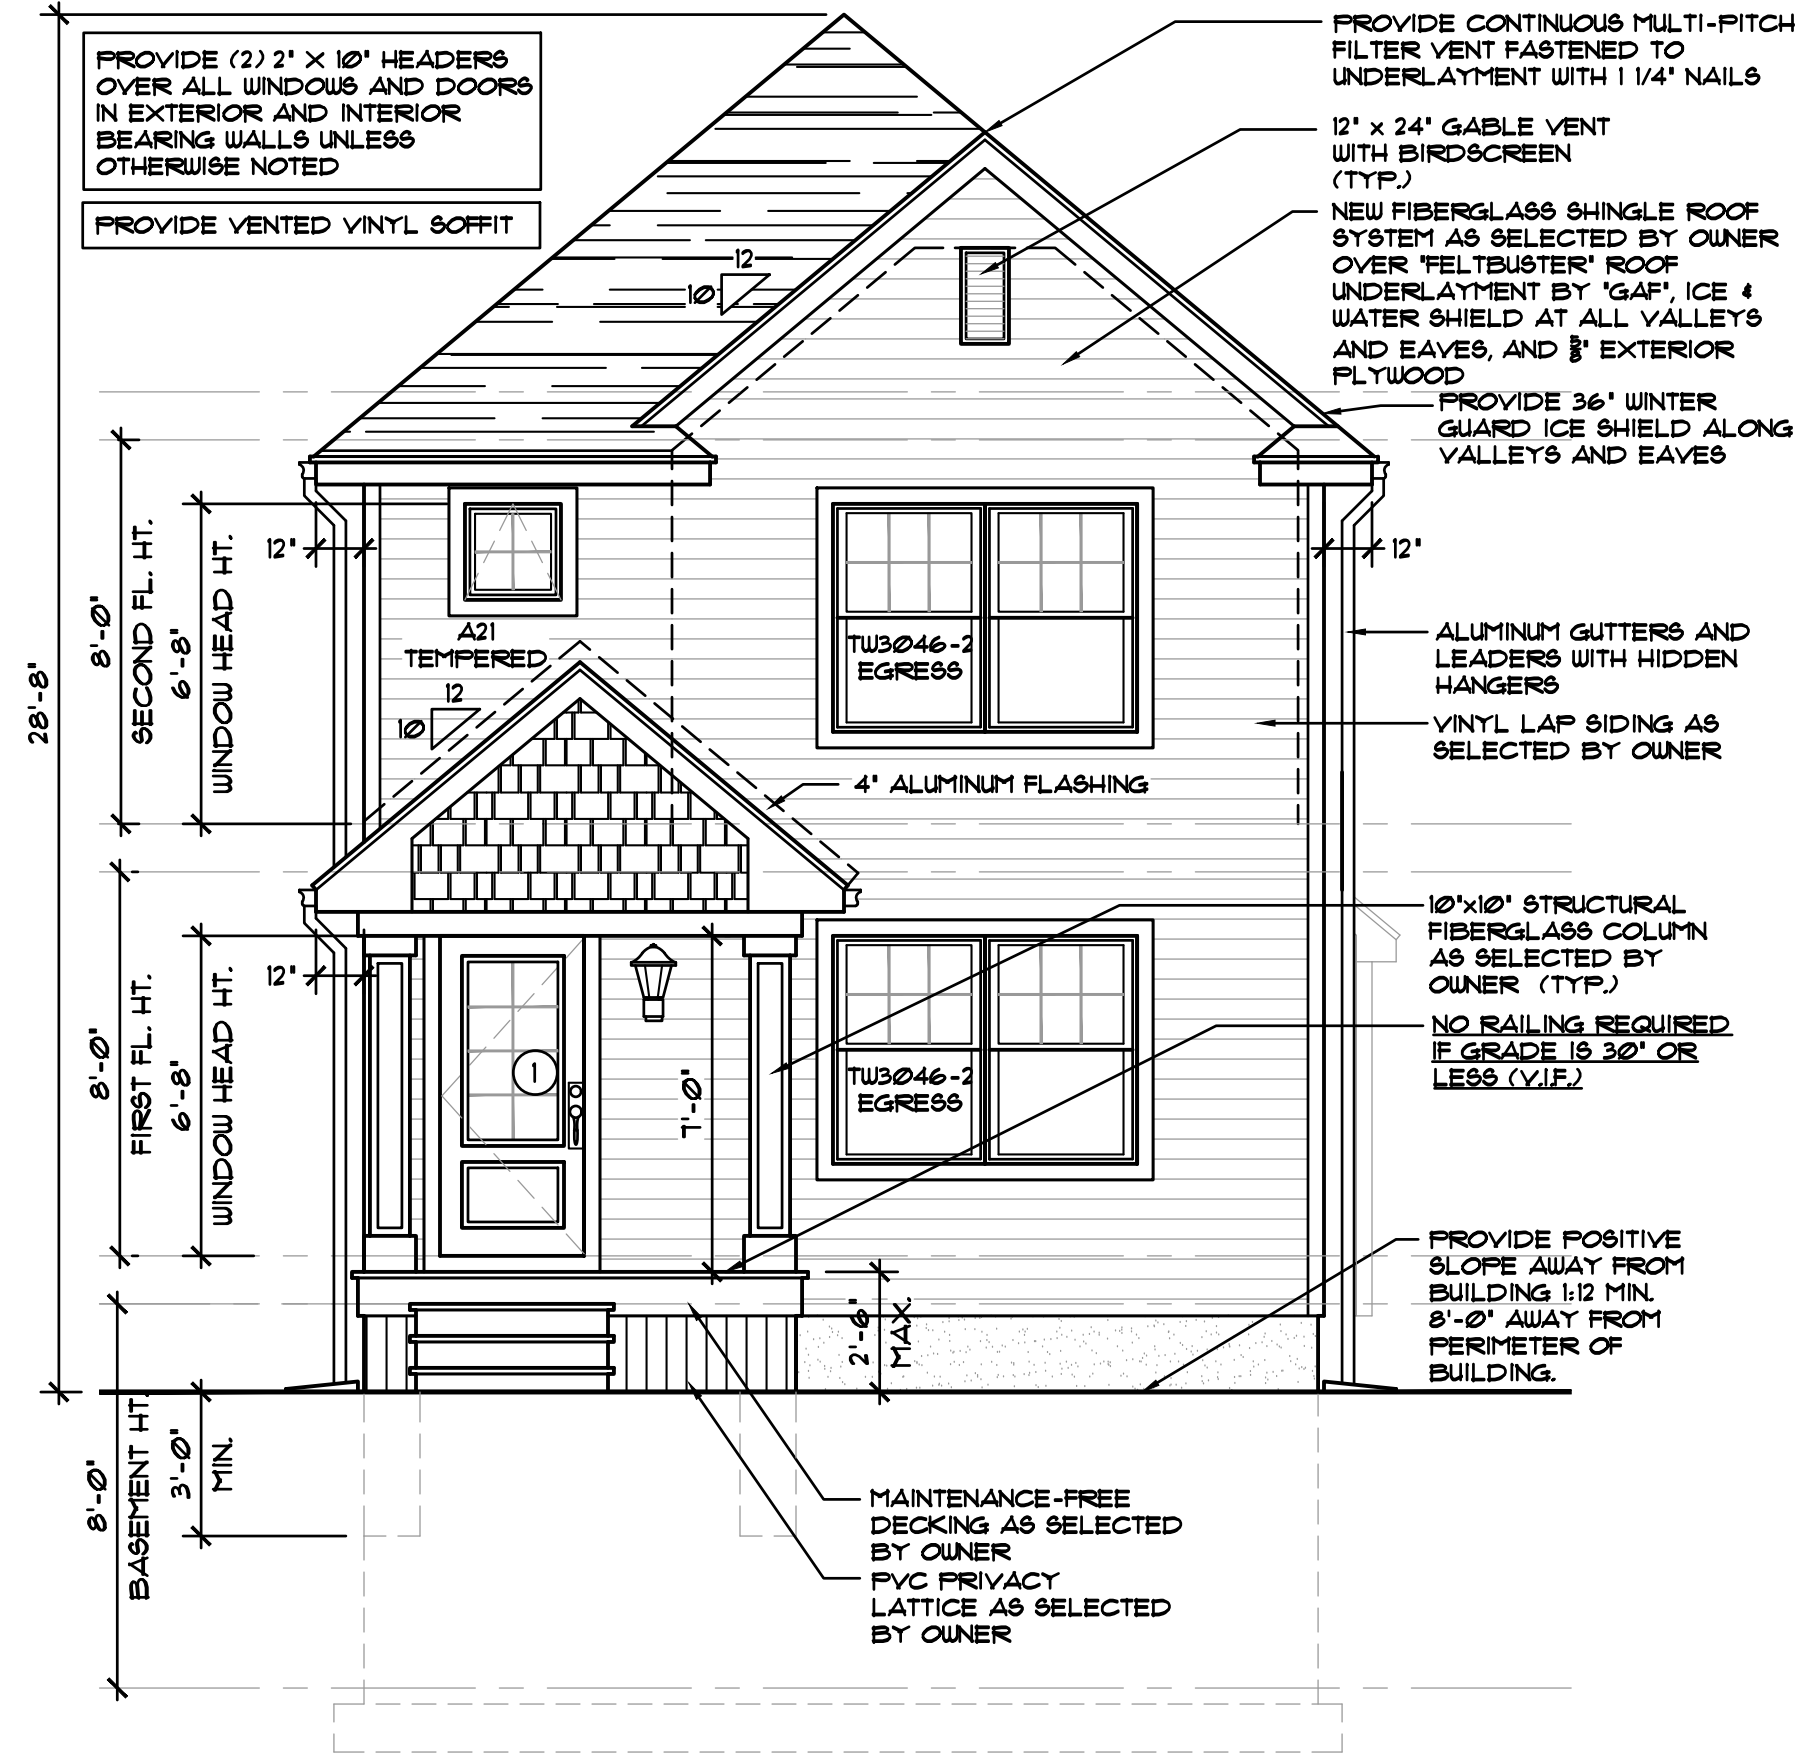 PROVIDE (2) 2" X 10" HEADERS
OVER ALL WINDOWS AND DOORS
IN EXTERIOR AND INTERIOR
BEARING WALLS UNLESS
OTHERWISE NOTED
PROVIDE VENTED VINYL SOFFIT
PROVIDE CONTINUOUS MULTI-PITCH
FILTER VENT FASTENED TO
UNDERLAYMENT WITH 1 1/4" NAILS
12" x 24" GABLE VENT
WITH BIRDSCREEN
(TYP.)
NEW FIBERGLASS SHINGLE ROOF
SYSTEM AS SELECTED BY OWNER
OVER "FELTBUSTER" ROOF
UNDERLAYMENT BY "GAF", ICE &
WATER SHIELD AT ALL VALLEYS
AND EAVES, AND 5/8" EXTERIOR
PLYWOOD
PROVIDE 36" WINTER
GUARD ICE SHIELD ALONG
VALLEYS AND EAVES
12
10
12"
12"
8'-0"
SECOND FL. HT.
6'-8"
WINDOW HEAD HT.
28'-8"
A21
TEMPERED
TW3046-2
EGRESS
12
10
ALUMINUM GUTTERS AND
LEADERS WITH HIDDEN
HANGERS
VINYL LAP SIDING AS
SELECTED BY OWNER
4" ALUMINUM FLASHING
10"x10" STRUCTURAL
FIBERGLASS COLUMN
AS SELECTED BY
OWNER (TYP.)
NO RAILING REQUIRED
IF GRADE IS 30" OR
LESS (V.I.F.)
12"
8'-0"
FIRST FL. HT.
6'-8"
WINDOW HEAD HT.
1
7'-0"
TW3046-2
EGRESS
PROVIDE POSITIVE
SLOPE AWAY FROM
BUILDING 1:12 MIN.
8'-0" AWAY FROM
PERIMETER OF
BUILDING.
2'-6"
MAX.
8'-0"
BASEMENT HT.
3'-0"
MIN.
MAINTENANCE-FREE
DECKING AS SELECTED
BY OWNER
PVC PRIVACY
LATTICE AS SELECTED
BY OWNER